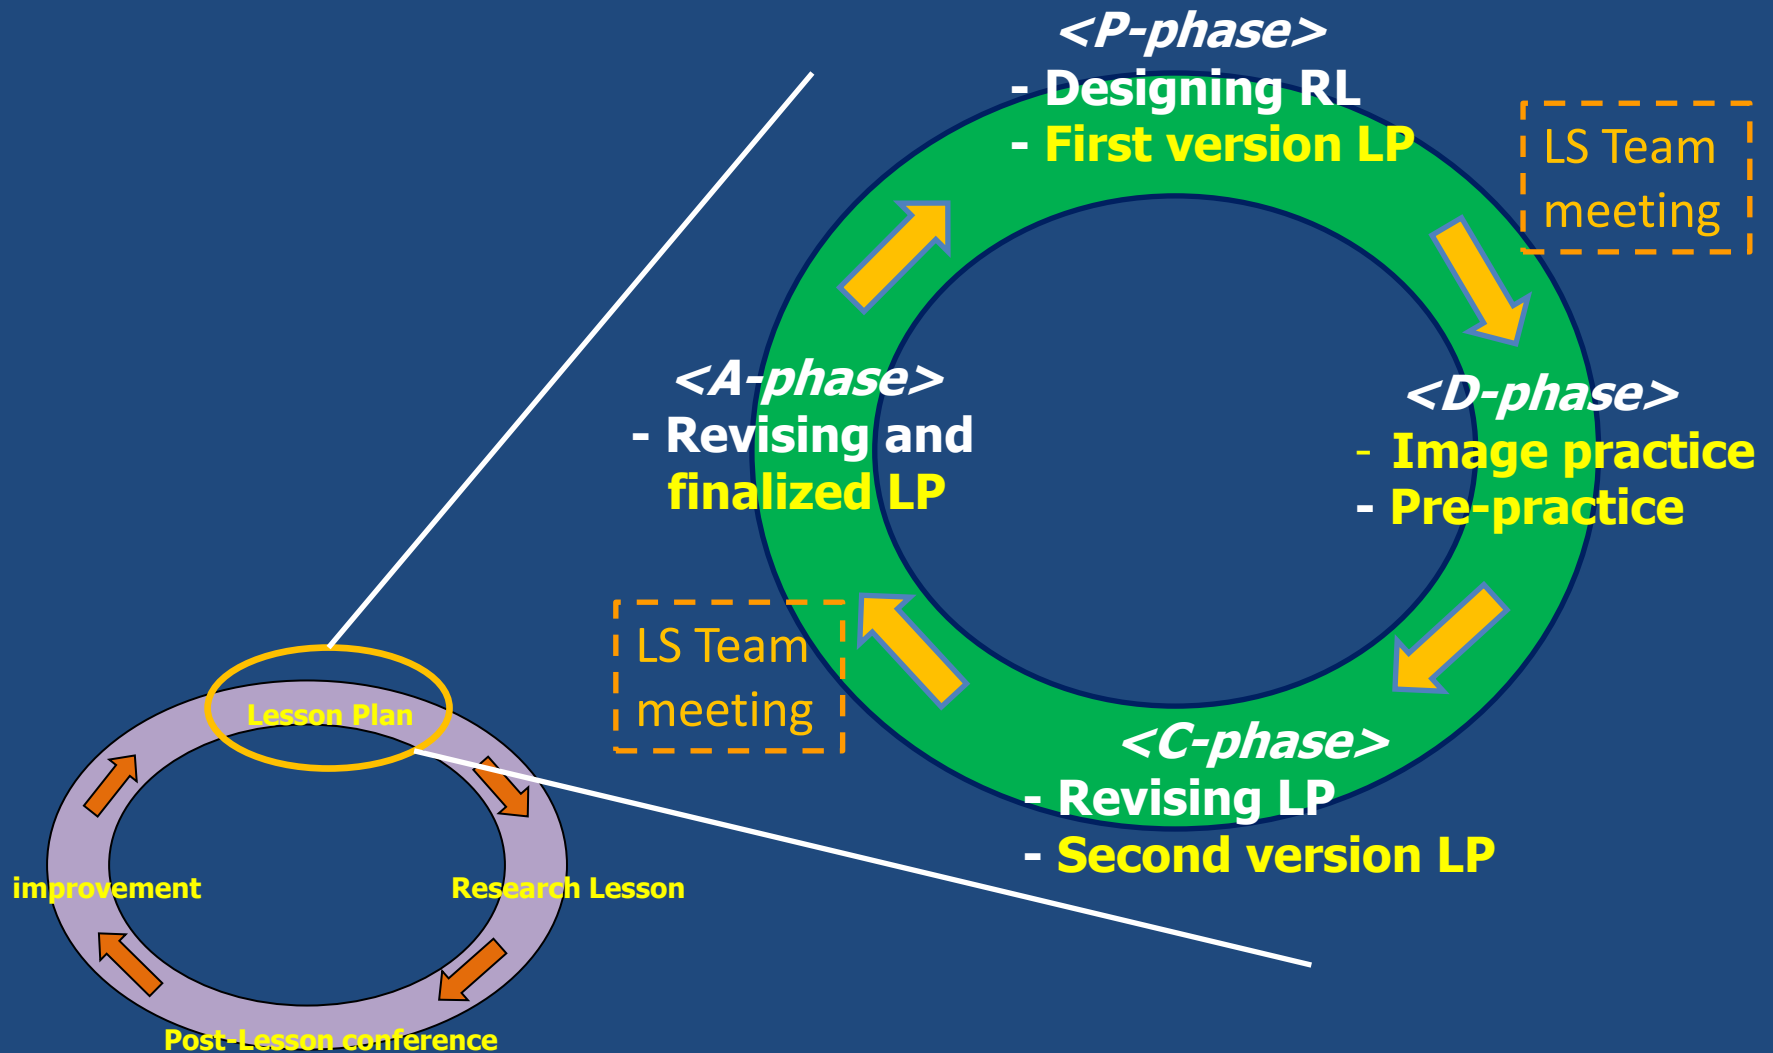 <P-phase>
- Designing RL
- First version LP
LS Team
meeting
<A-phase>
- Revising and
finalized LP
<D-phase>
- Image practice
- Pre-practice
LS Team
meeting
<C-phase>
- Revising LP
- Second version LP
Lesson Plan
improvement
Research Lesson
Post-Lesson conference